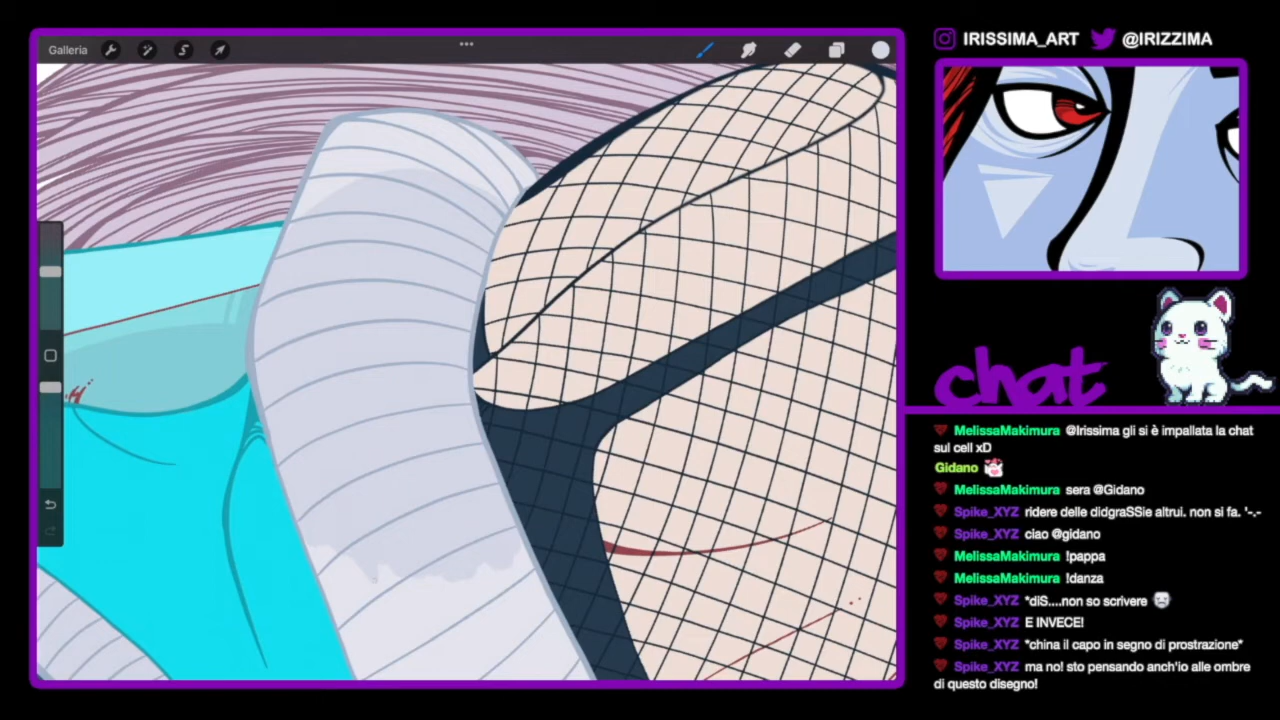 Galleria
IRISSIMA_ART @IRIZZIMA
chat
MelissaMakimura @Irissima gli si è impallata la chat
sul cell xD
Gidano
MelissaMakimura sera @Gidano
Spike_XYZ ridere delle didgraSSie altrui. non si fa. '-.-
Spike_XYZ ciao @gidano
MelissaMakimura !pappa
MelissaMakimura !danza
Spike_XYZ *diS....non so scrivere
Spike_XYZ E INVECE!
Spike_XYZ *china il capo in segno di prostrazione*
Spike_XYZ ma no! sto pensando anch'io alle ombre
di questo disegno!